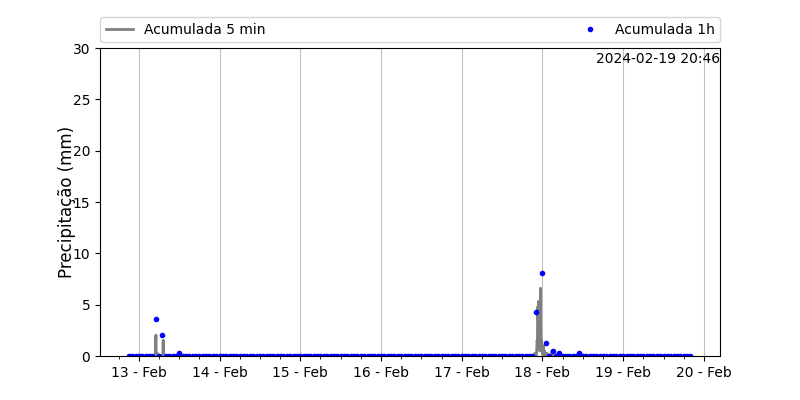 Acumulada 5 min
Acumulada 1h
2024-02-19 20:46
Precipitação (mm)
30
25
20
15
10
5
0
13 - Feb
14 - Feb
15 - Feb
16 - Feb
17 - Feb
18 - Feb
19 - Feb
20 - Feb